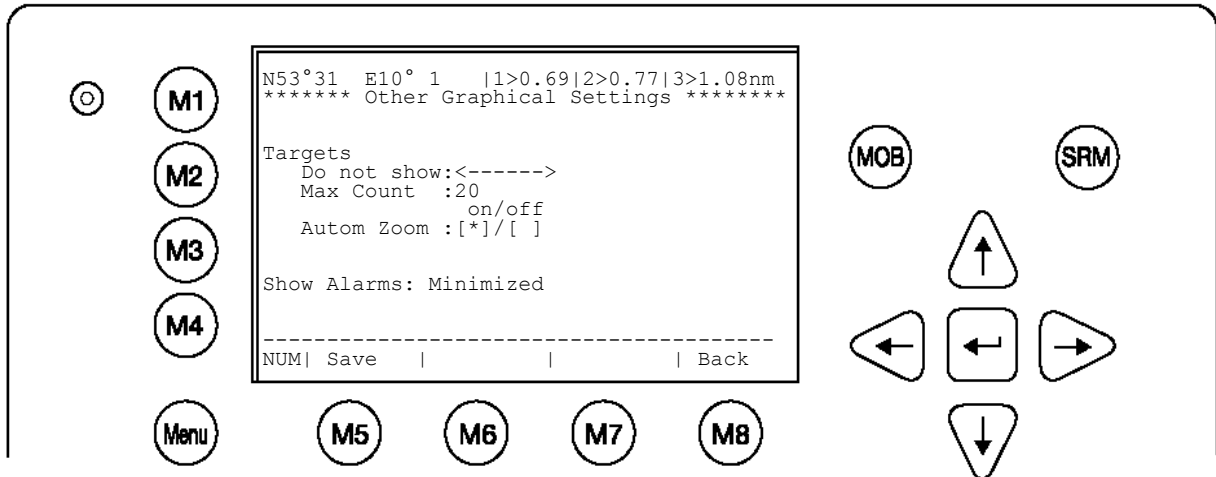 N53°31  E10° 1   |1>0.69|2>0.77|3>1.08nm
******* Other Graphical Settings ********
Targets
Do not show:<------>
Max Count  :20
on/off
Autom Zoom :[*]/[ ]
Show Alarms: Minimized
-----------------------------------------
NUM| Save    |          |          | Back
M1
M2
M3
M4
Menu
M5
M6
M7
M8
MOB
SRM